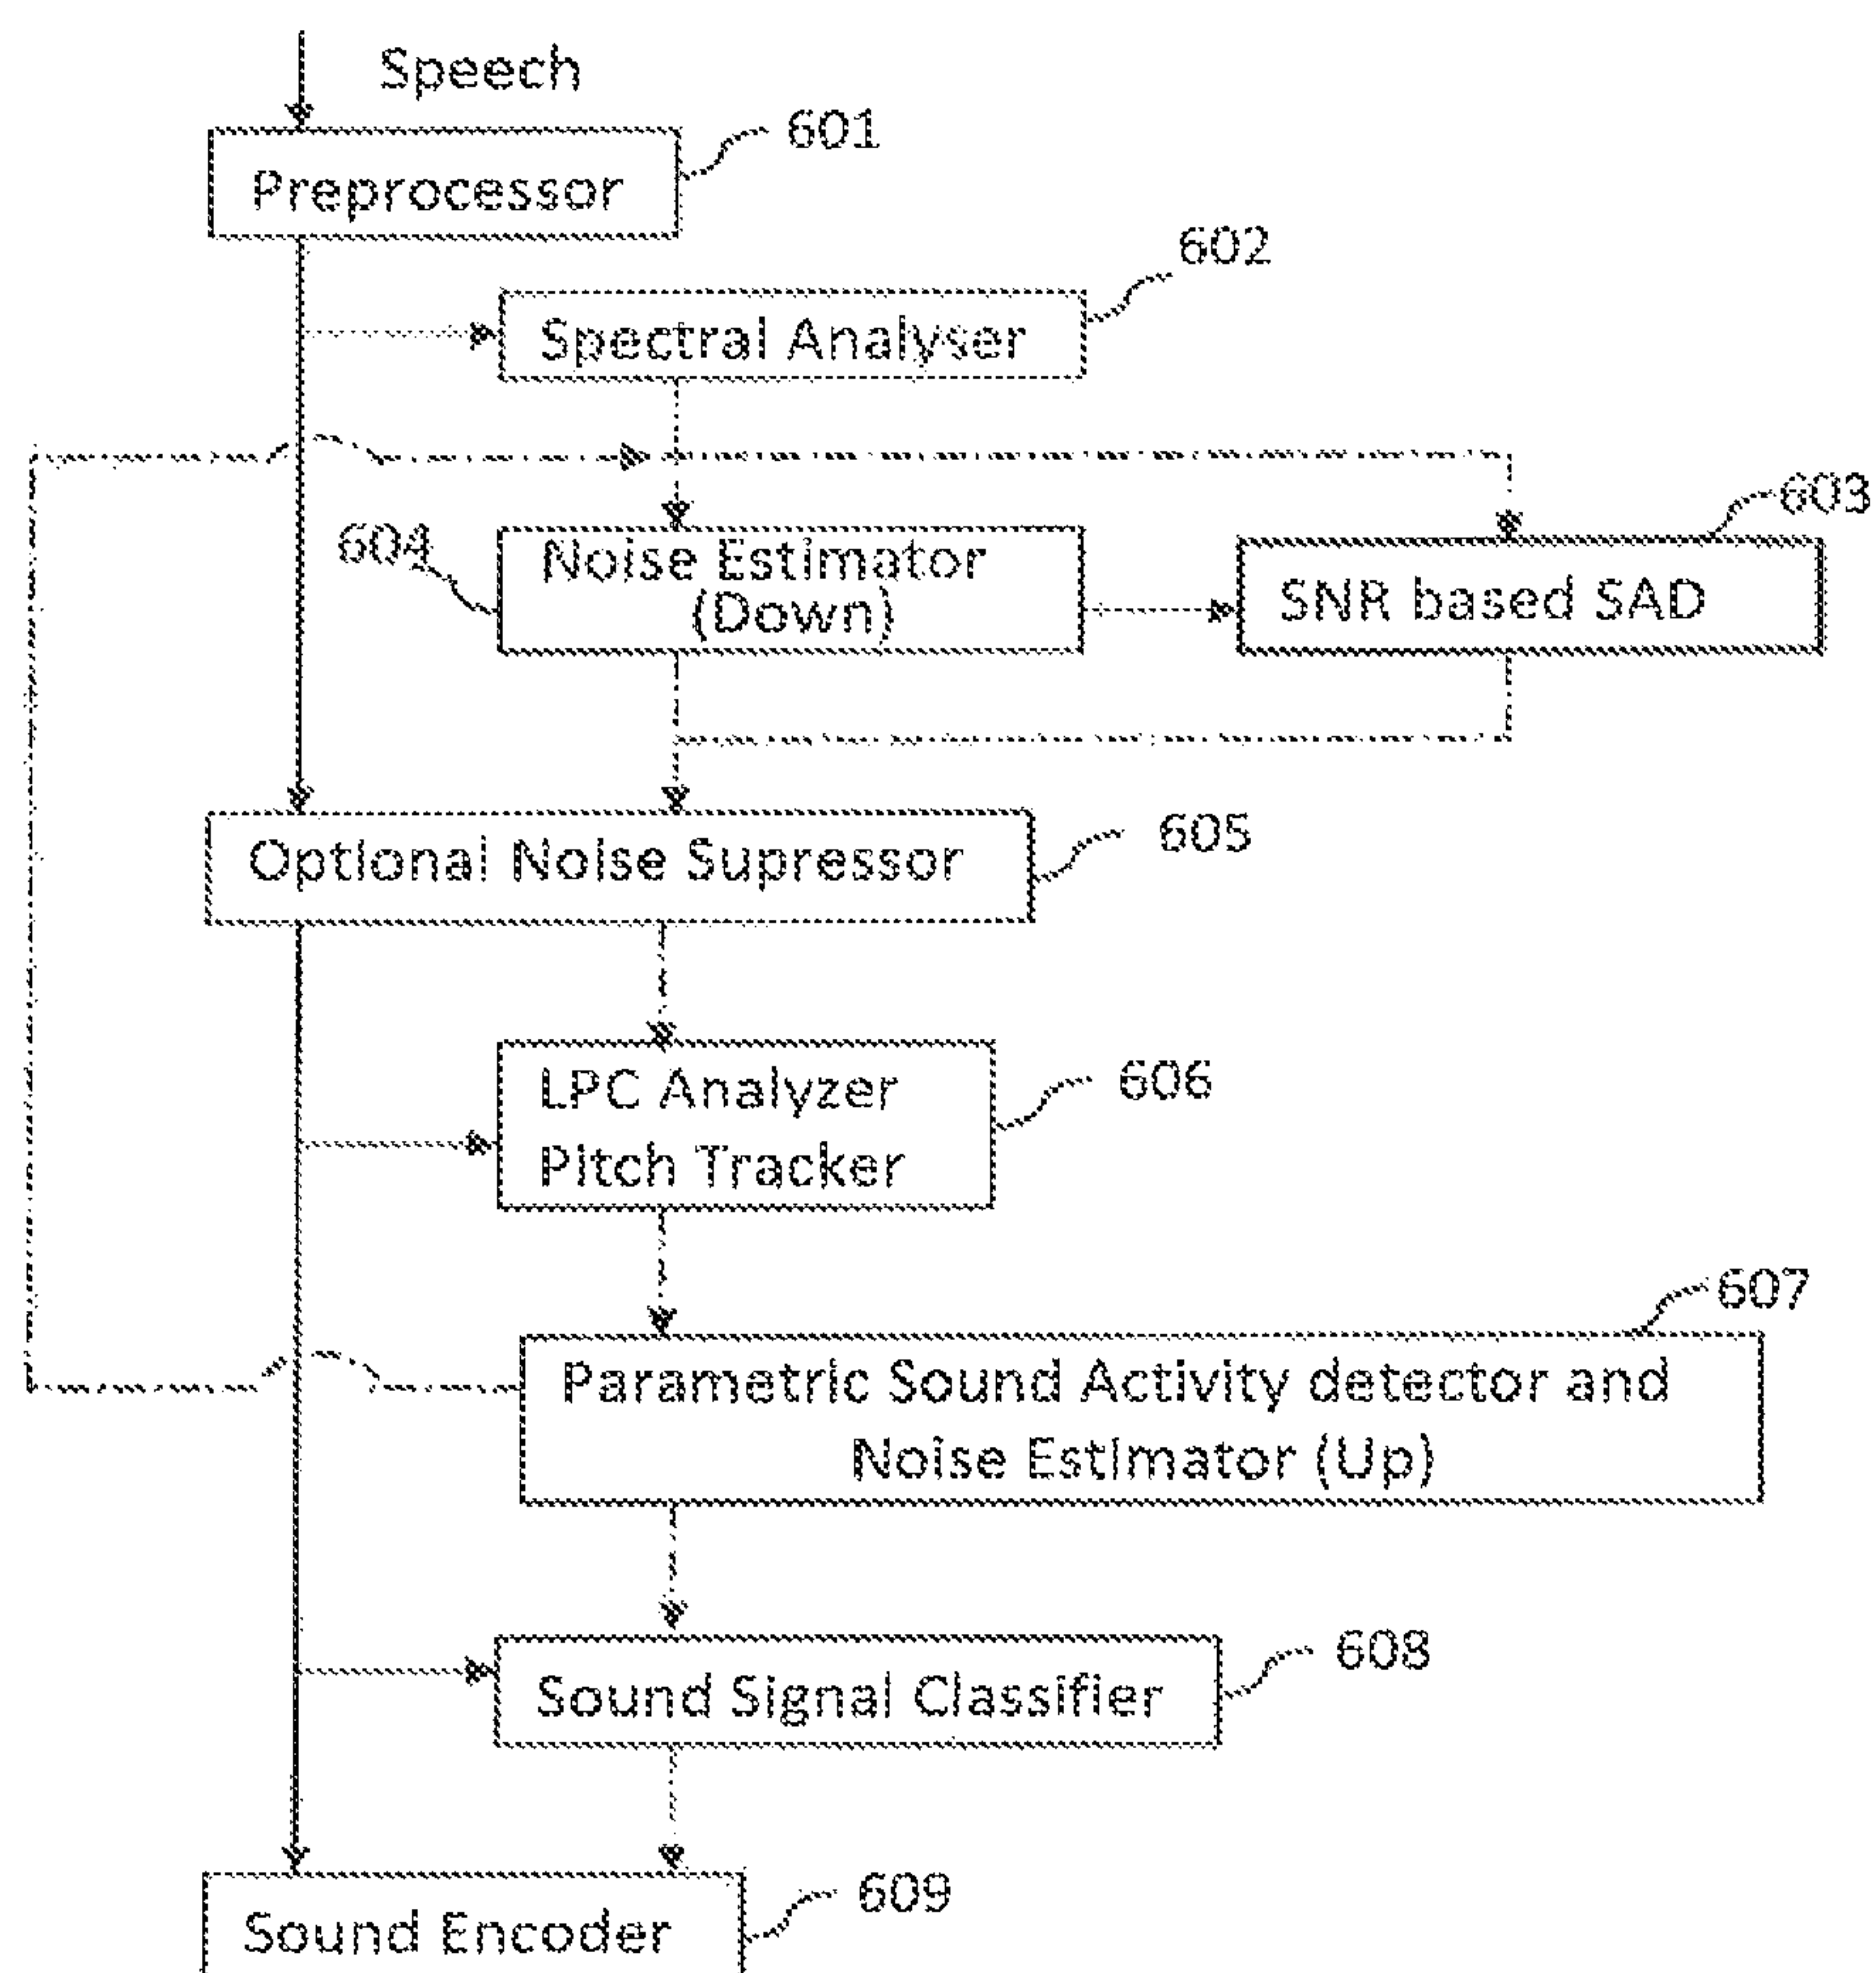 Speech
601
Preprocessor
602
Spectral Analyser
603
604
Noise Estimator
(Down)
SNR based SAD
605
Optional Noise Supressor
606
LPC Analyzer
Pitch Tracker
607
Parametric Sound Activity detector and
Noise Estimator (Up)
608
Sound Signal Classifier
609
Sound Encoder